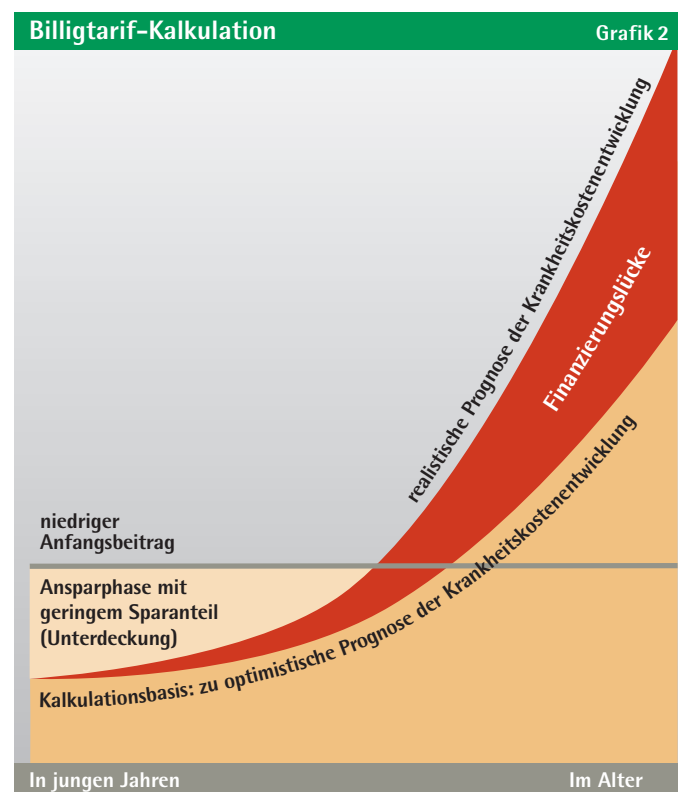 Billigtarif-Kalkulation
Grafik 2
realistische Prognose der Krankheitskostenentwicklung
Finanzierungslücke
niedriger
Anfangsbeitrag
Ansparphase mit
geringem Sparanteil
(Unterdeckung)
Kalkulationsbasis: zu optimistische Prognose der Krankheitskostenentwicklung
In jungen Jahren
Im Alter